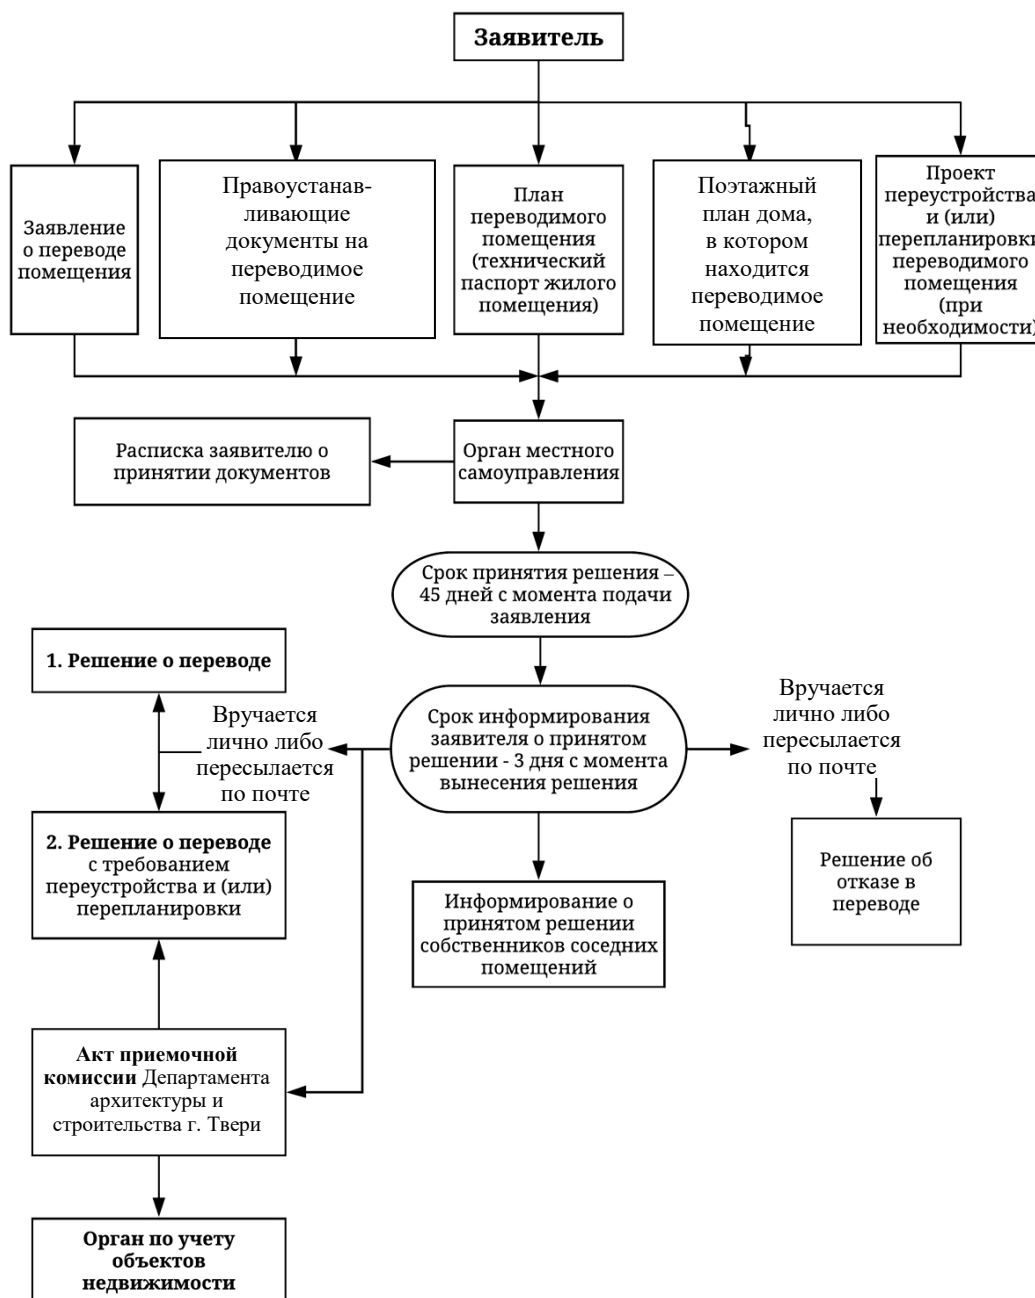 Заявитель
Заявление
о переводе
помещения
Правоустанав-
ливающие
документы на
переводимое
помещение
План
переводимого
помещения
(технический
паспорт жилого
помещения)
Поэтажный
план дома,
в котором
находится
переводимое
помещение
Проект
переустройства
и (или)
перепланировки
переводимого
помещения
(при
необходимости)
Расписка заявителю о
принятии документов
Орган местного
самоуправления
Срок принятия решения –
45 дней с момента подачи
заявления
1. Решение о переводе
Вручается
лично либо
пересылается
по почте
Срок информирования
заявителя о принятом
решении - 3 дня с момента
вынесения решения
Вручается
лично либо
пересылается
по почте
2. Решение о переводе
с требованием
переустройства и (или)
перепланировки
Информирование о
принятом решении
собственников соседних
помещений
Решение об
отказе в
переводе
Акт приемочной
комиссии Департамента
архитектуры и
строительства г. Твери
Орган по учету
объектов
недвижимости